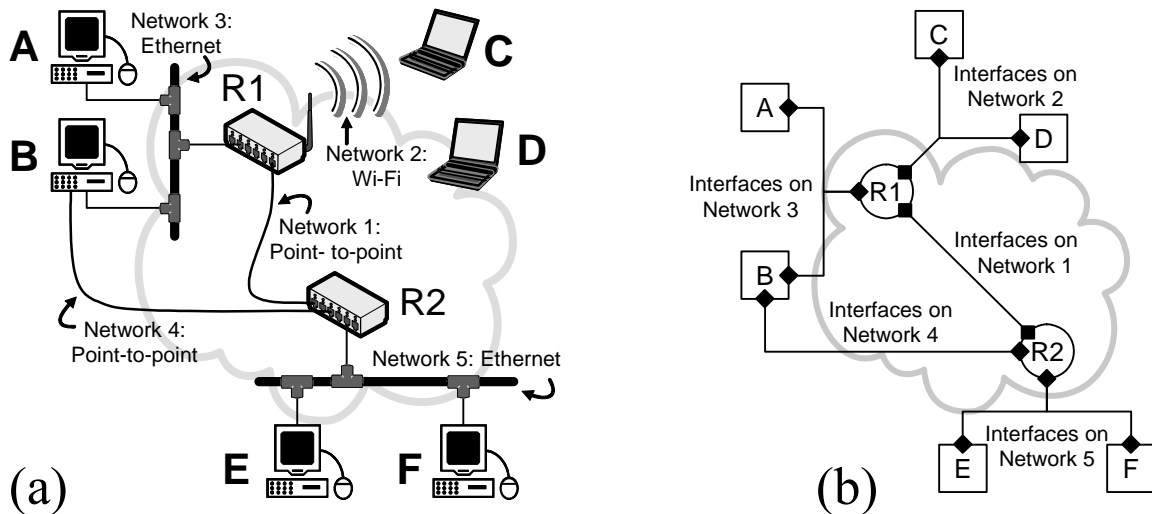 A
Network 3:
Ethernet
R1
C
B
Network 2:
Wi-Fi
D
Network 1:
Point- to-point
R2
Network 4:
Point-to-point
Network 5: Ethernet
E
F
(a)
C
Interfaces on
Network 2
A
D
Interfaces on
Network 3
R1
B
Interfaces on
Network 1
Interfaces on
Network 4
R2
E
Interfaces on
Network 5
F
(b)